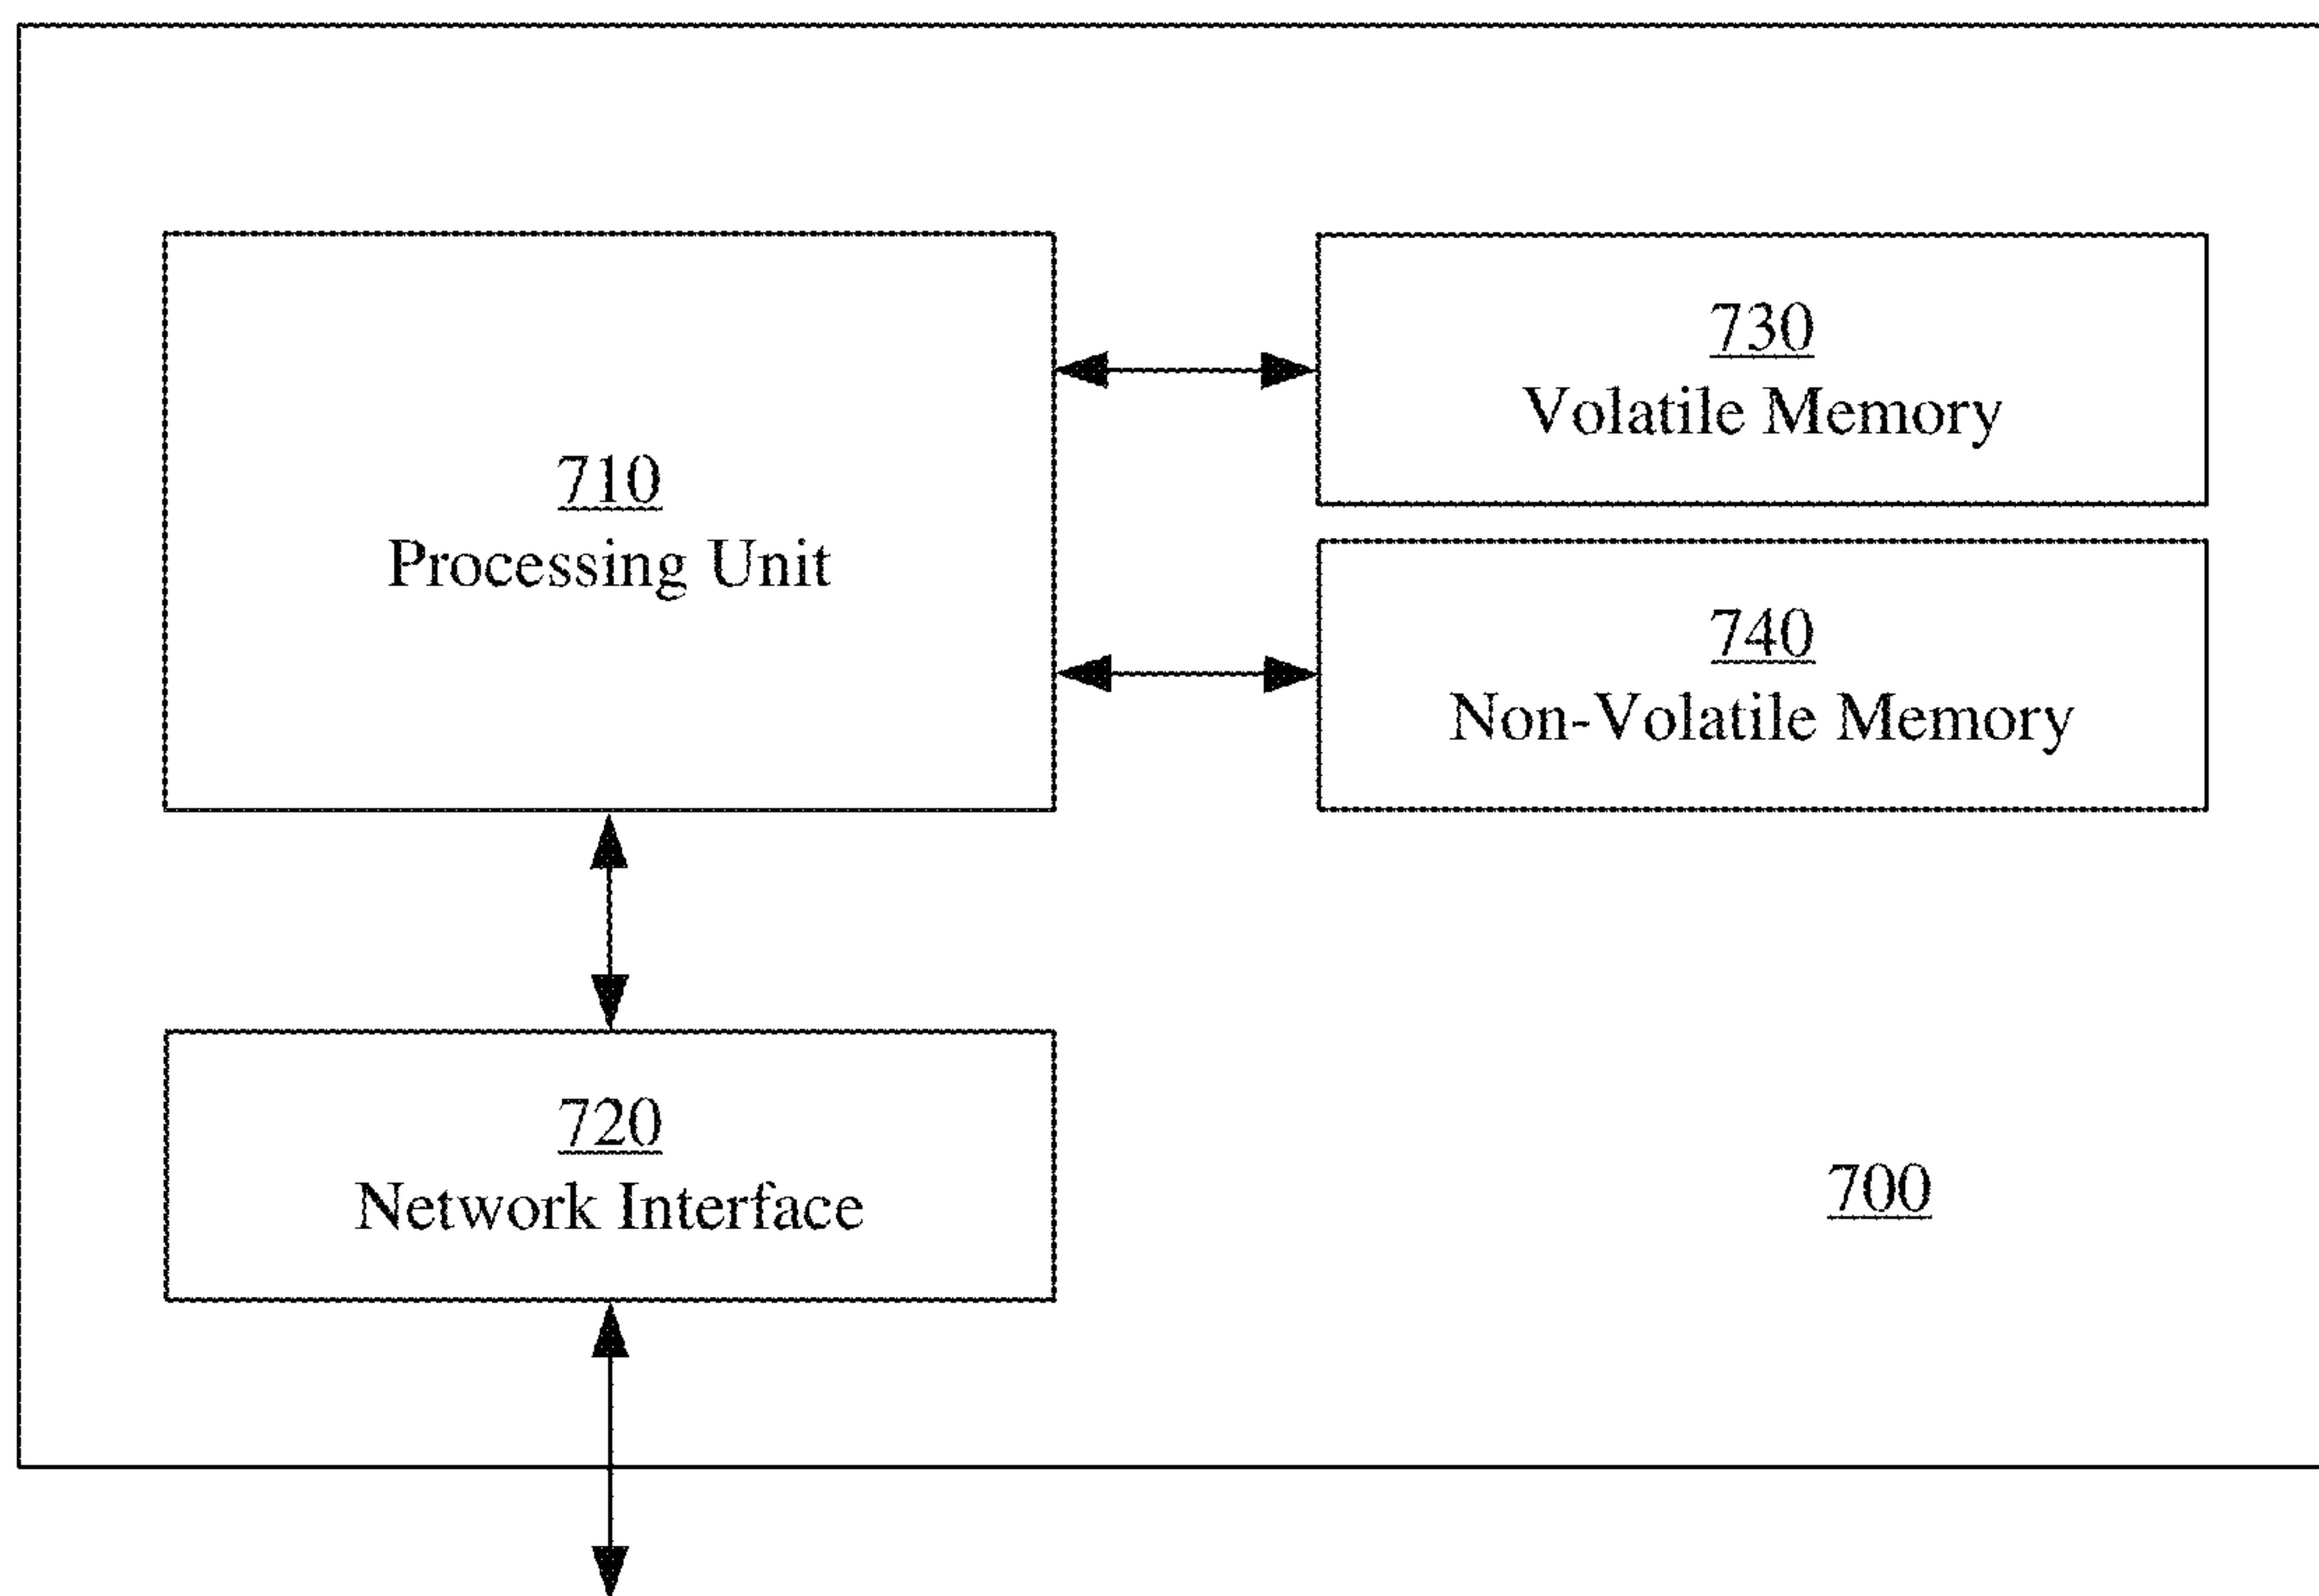 710
Processing Unit
730
Volatile Memory
740
Non-Volatile Memory
720
Network Interface
700